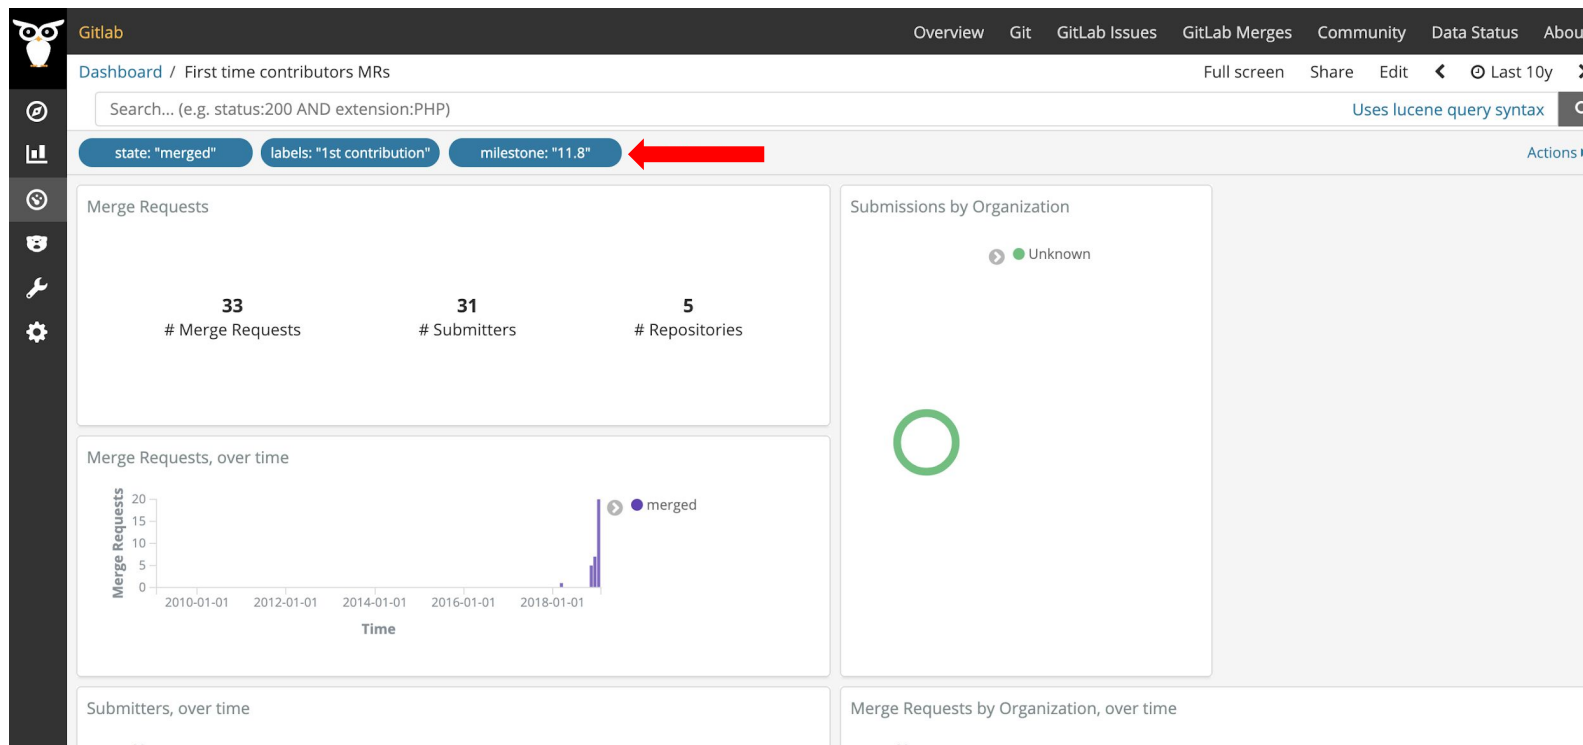 Gitlab
Overview Git GitLab Issues GitLab Merges Community Data Status Abou
Dashboard / First time contributors MRs
Full screen Share Edit Last 10y
Search... (e.g. status:200 AND extension:PHP)
Uses lucene query syntax
state: "merged" labels: "1st contribution" milestone: "11.8"
Actions
Merge Requests
33 31 5
# Merge Requests # Submitters # Repositories
Submissions by Organization
Unknown
Merge Requests, over time
Merge Requests
20
15
10
5
0
2010-01-01 2012-01-01 2014-01-01 2016-01-01 2018-01-01
Time
merged
Submitters, over time
Merge Requests by Organization, over time